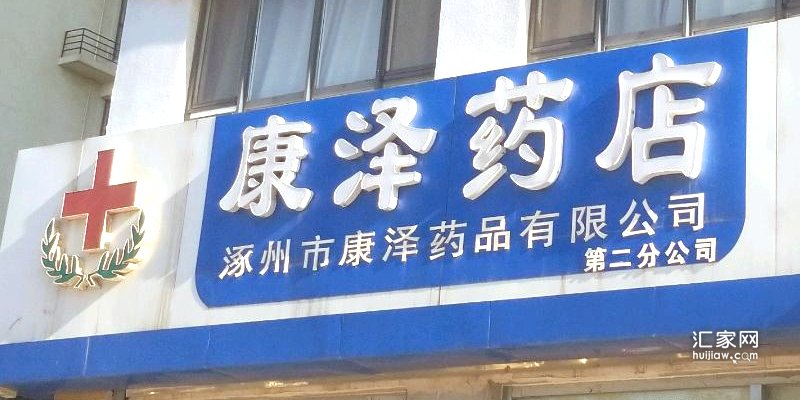 康泽药店
涿州市康泽药品有限公司
第二分公司
汇家网
huijiaw.com